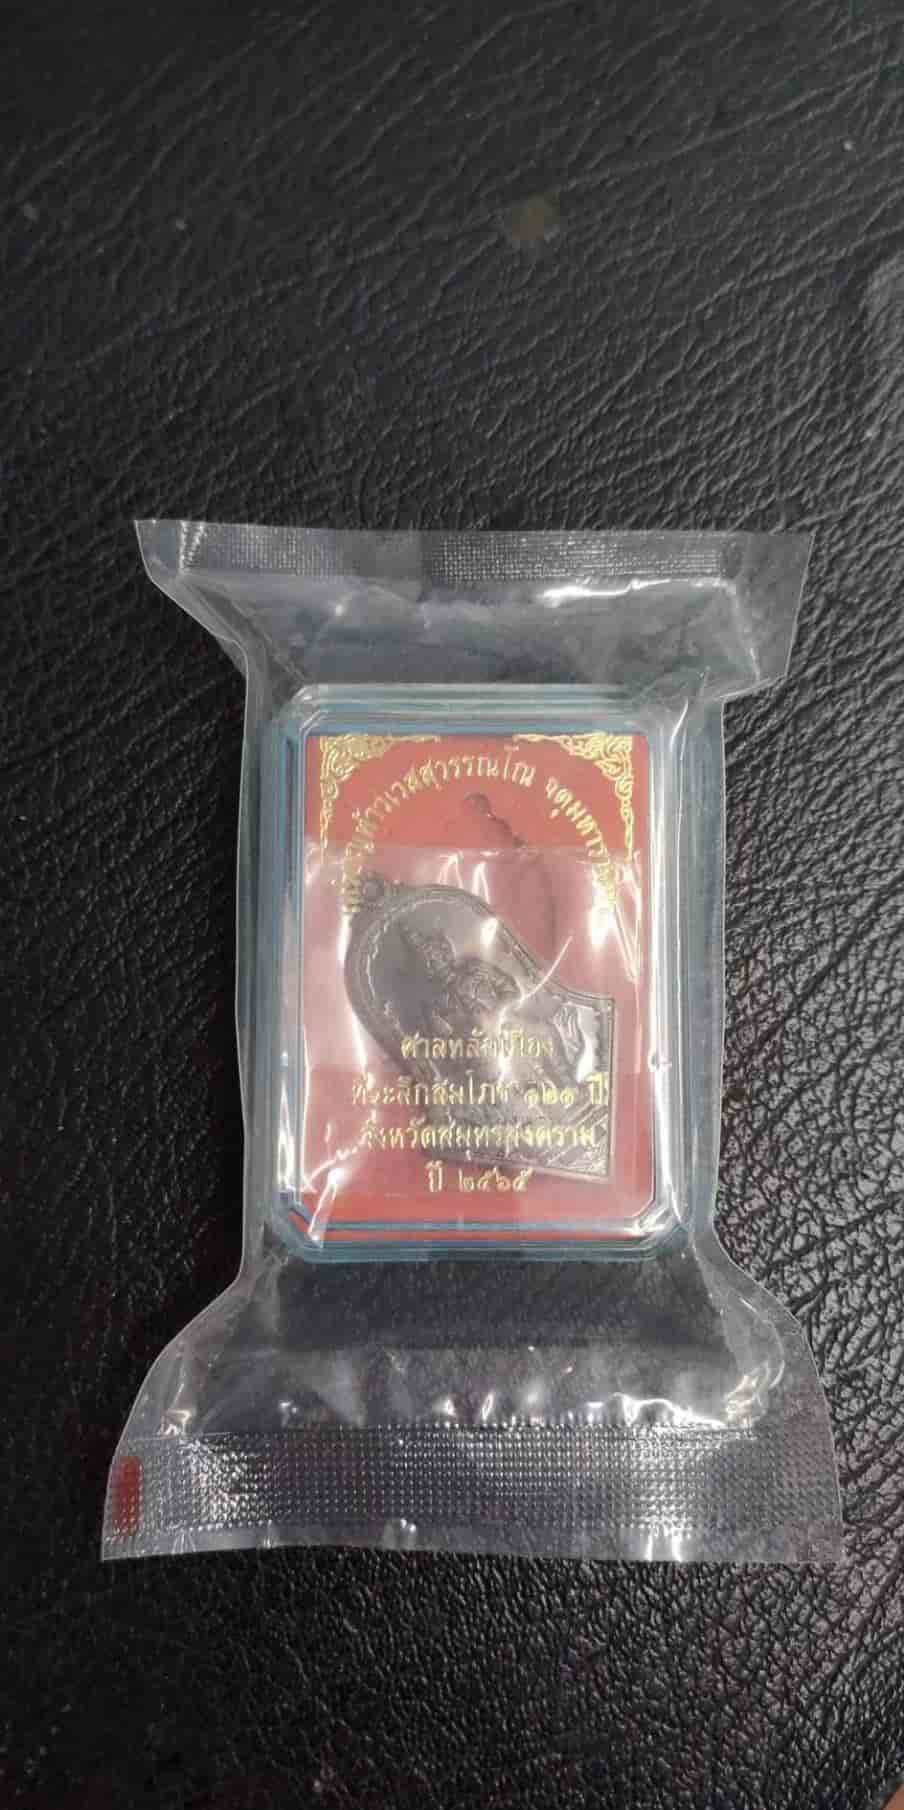 ท้าวเวสสุวรรณโณ จตุมหาราช
ศาลหลักเมือง
ที่ระลึกสมโภช ๑๒๑ ปี
จังหวัดสมุทรสงคราม
ปี ๒๕๖๕